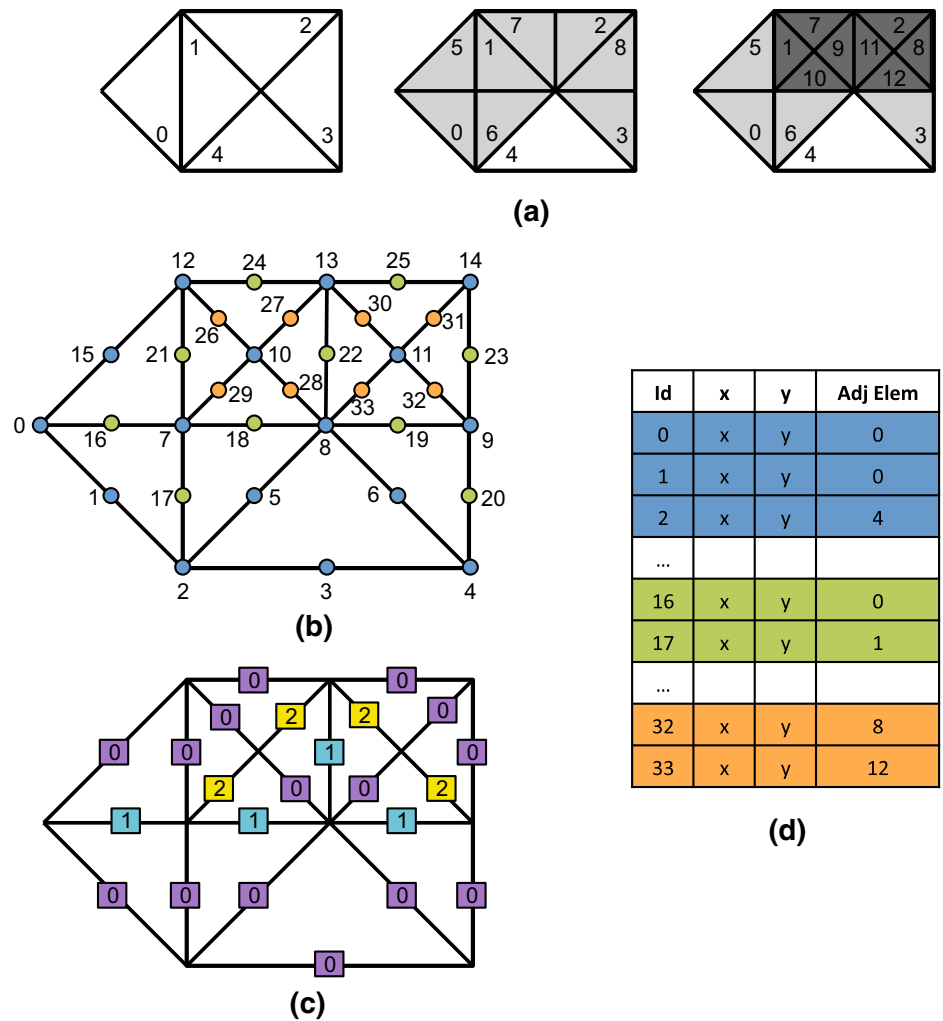 1 2
0 4 3
5 7 2
1 8
0 6 4 3
7 2
5 1 9 11 8
10 12
0 6 4 3
(a)
12 24 13 25 14
26 27 30 31
15 21 10 22 11 23
29 28 33 32
0 16 7 18 8 19 9
1 17 5 6 20
2 3 4
(b)
0 0
0 2 2 0
0 0 1 0
2 0 0 2
1 1 1
0 0 0 0 0
0
(c)
Id x y Adj Elem
0 x y 0
1 x y 0
2 x y 4
...
16 x y 0
17 x y 1
...
32 x y 8
33 x y 12
(d)